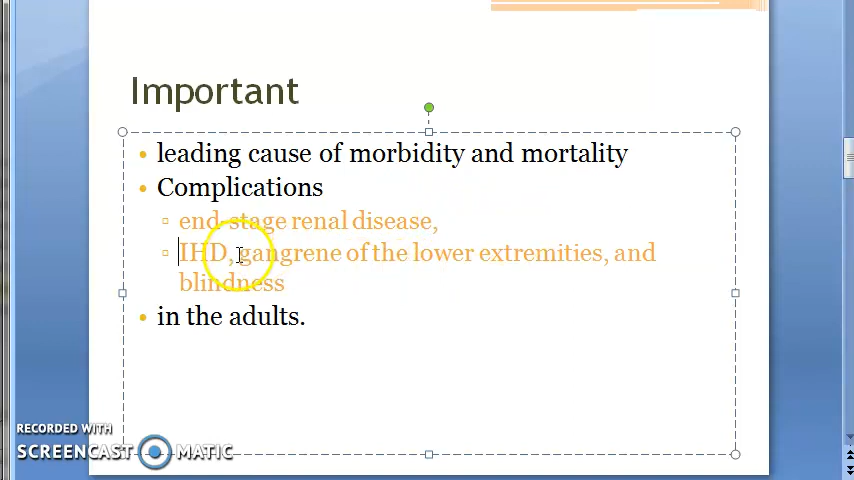 Important
leading cause of morbidity and mortality
Complications
end-stage renal disease,
IHD, gangrene of the lower extremities, and
blindness
in the adults.
RECORDED WITH
SCREENCAST MATIC